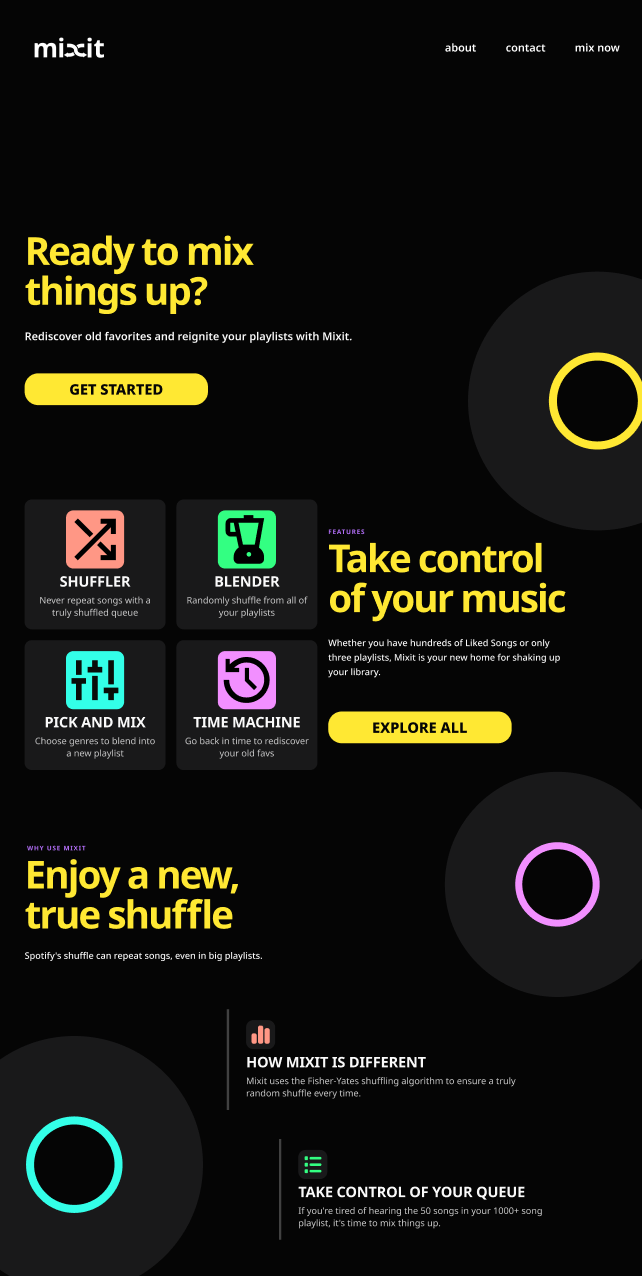 mixit
about contact mix now
Ready to mix
things up?
Rediscover old favorites and reignite your playlists with Mixit.
GET STARTED
SHUFFLER
Never repeat songs with a
truly shuffled queue
BLENDER
Randomly shuffle from all of
your playlists
PICK AND MIX
Choose genres to blend into
a new playlist
TIME MACHINE
Go back in time to rediscover
your old favs
FEATURES
Take control
of your music
Whether you have hundreds of Liked Songs or only
three playlists, Mixit is your new home for shaking up
your library.
EXPLORE ALL
WHY USE MIXIT
Enjoy a new,
true shuffle
Spotify's shuffle can repeat songs, even in big playlists.
HOW MIXIT IS DIFFERENT
Mixit uses the Fisher-Yates shuffling algorithm to ensure a truly
random shuffle every time.
TAKE CONTROL OF YOUR QUEUE
If you're tired of hearing the 50 songs in your 1000+ song
playlist, it's time to mix things up.